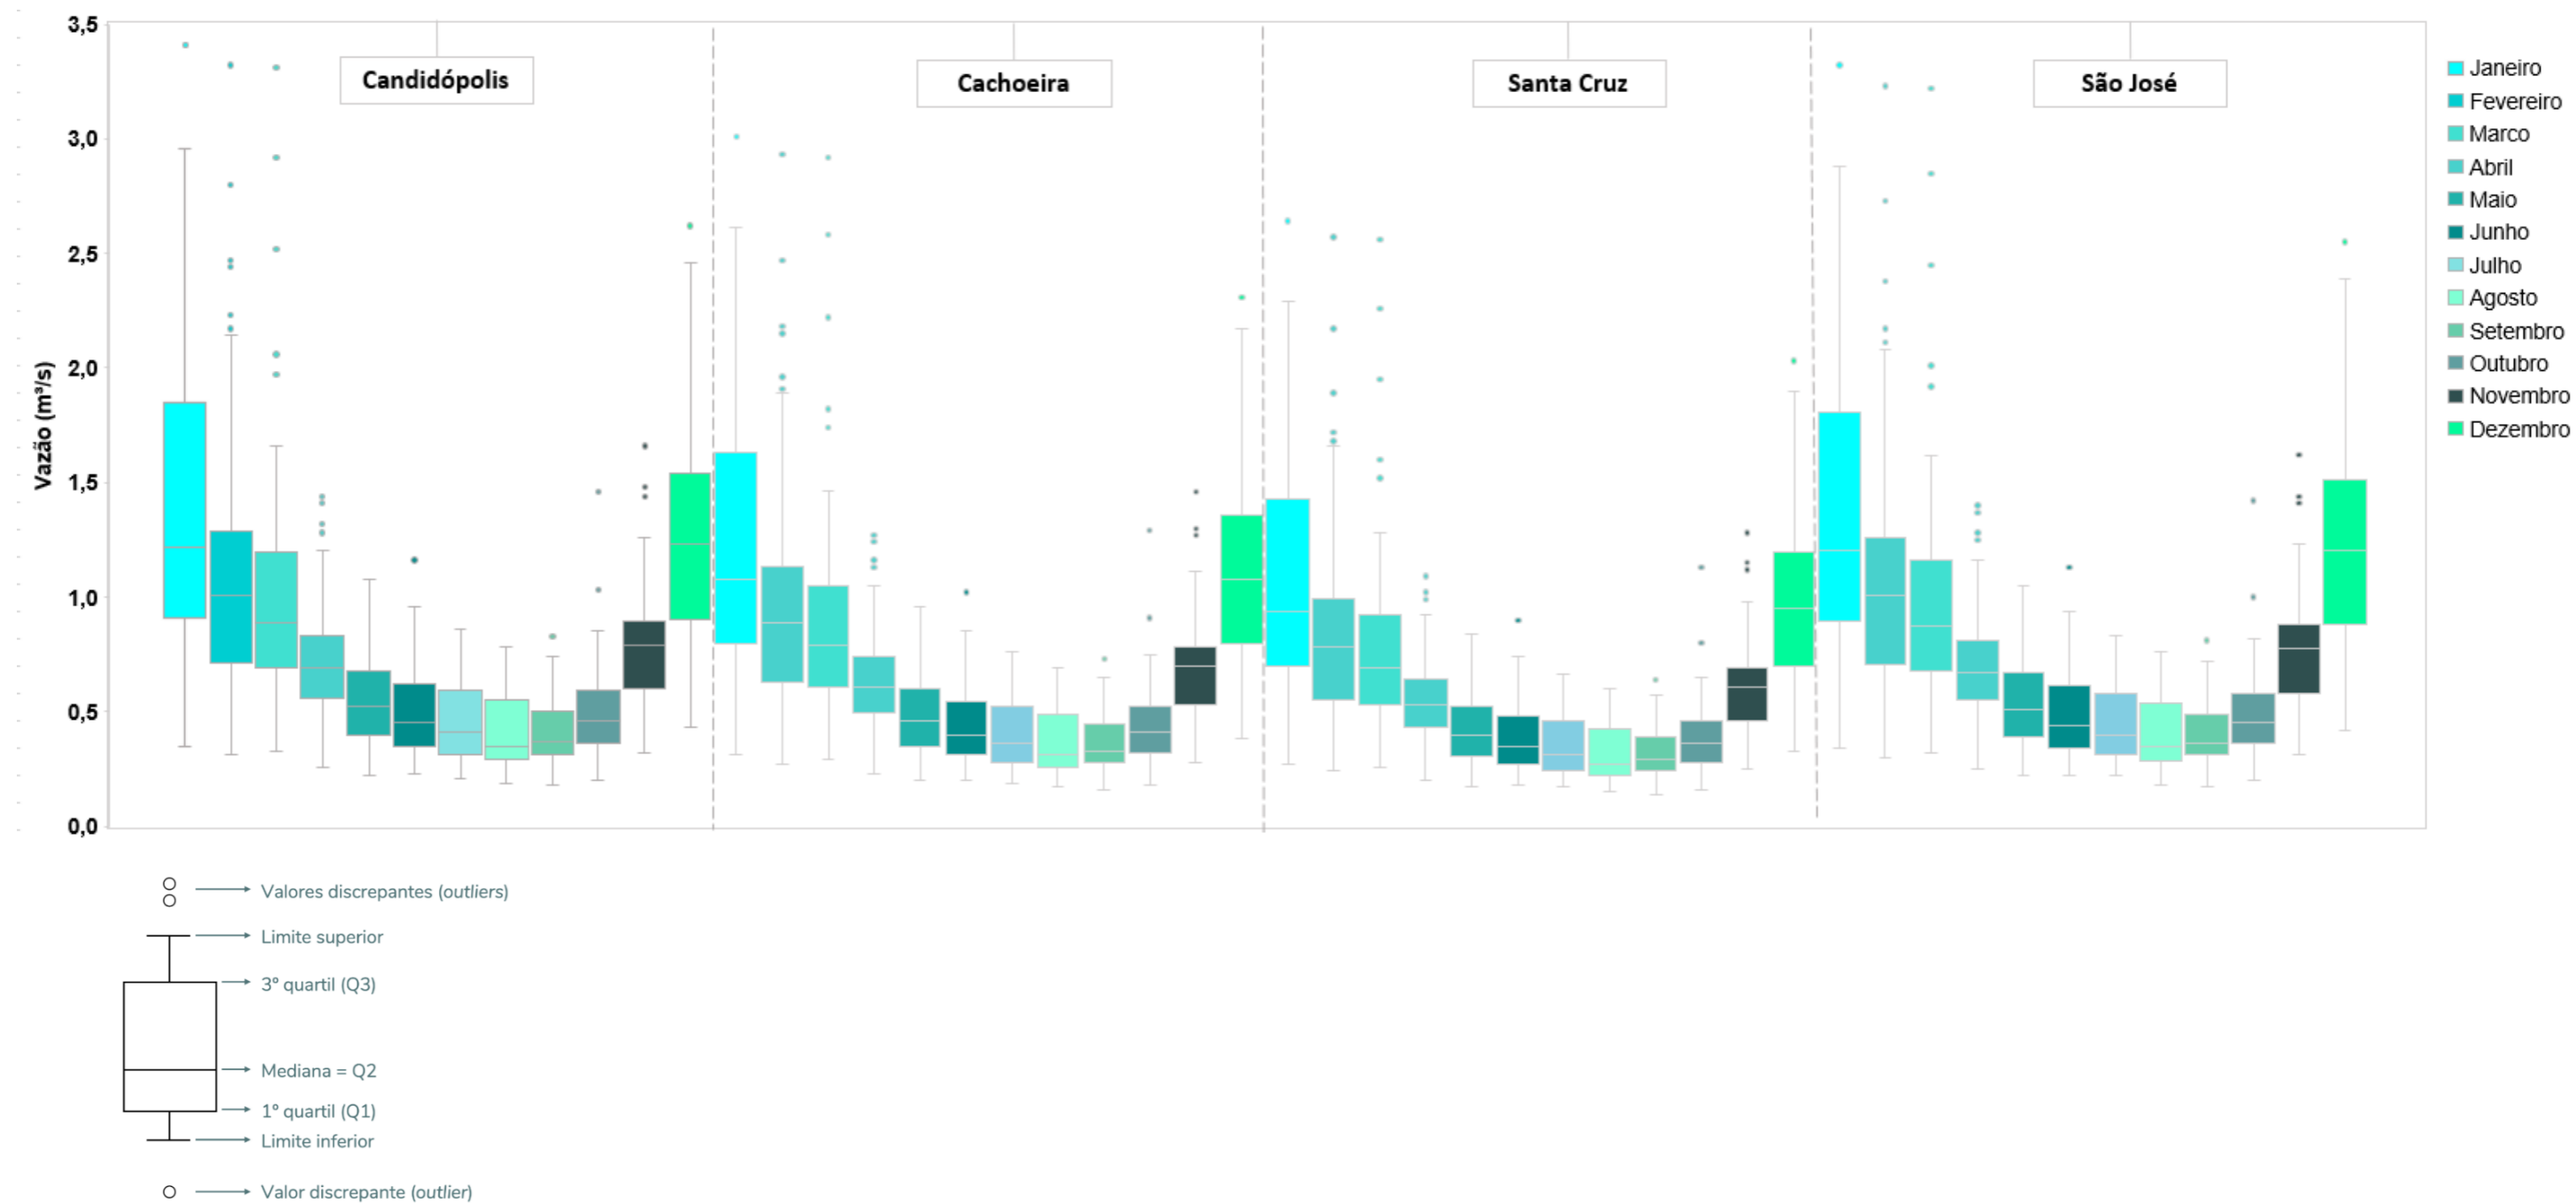 3,5
3,0
2,5
2,0
1,5
1,0
0,5
0,0
Vazão (m³/s)
Candidópolis
Cachoeira
Santa Cruz
São José
Janeiro
Fevereiro
Marco
Abril
Maio
Junho
Julho
Agosto
Setembro
Outubro
Novembro
Dezembro
Valores discrepantes (outliers)
Limite superior
3º quartil (Q3)
Mediana = Q2
1º quartil (Q1)
Limite inferior
Valor discrepante (outlier)